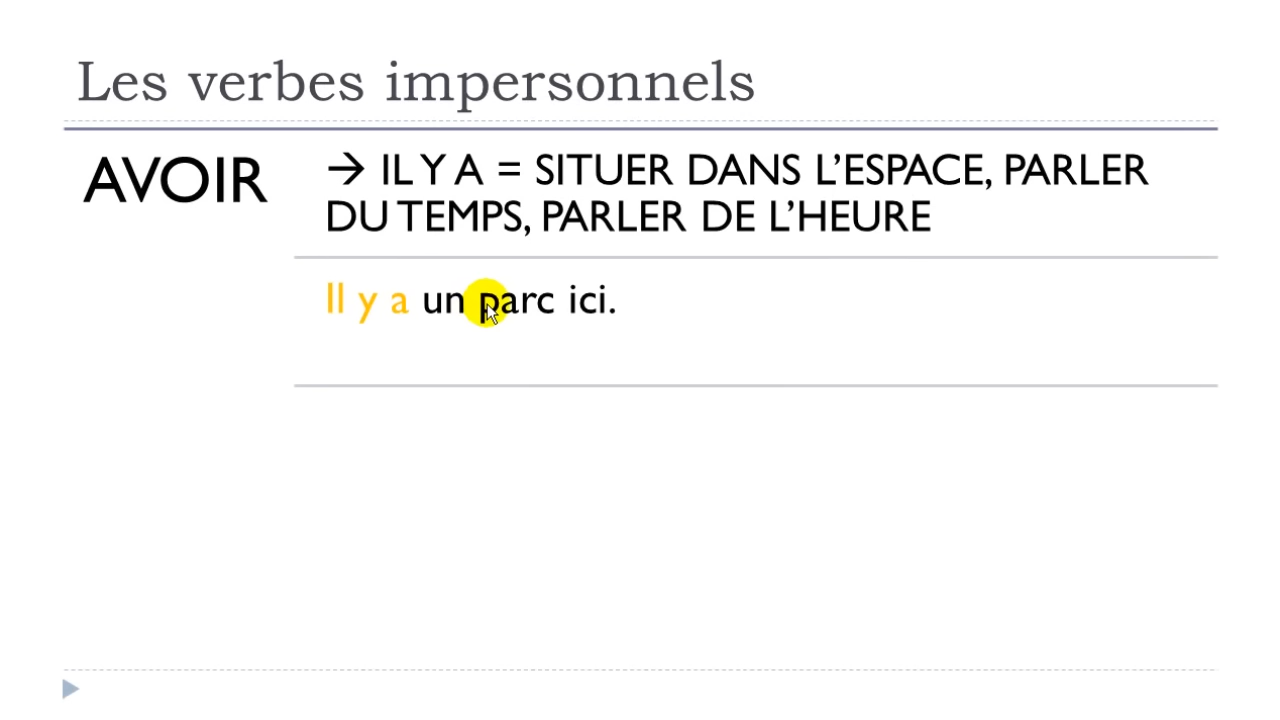 Les verbes impersonnels
AVOIR
→ IL Y A = SITUER DANS L’ESPACE, PARLER
DU TEMPS, PARLER DE L’HEURE
Il y a un parc ici.